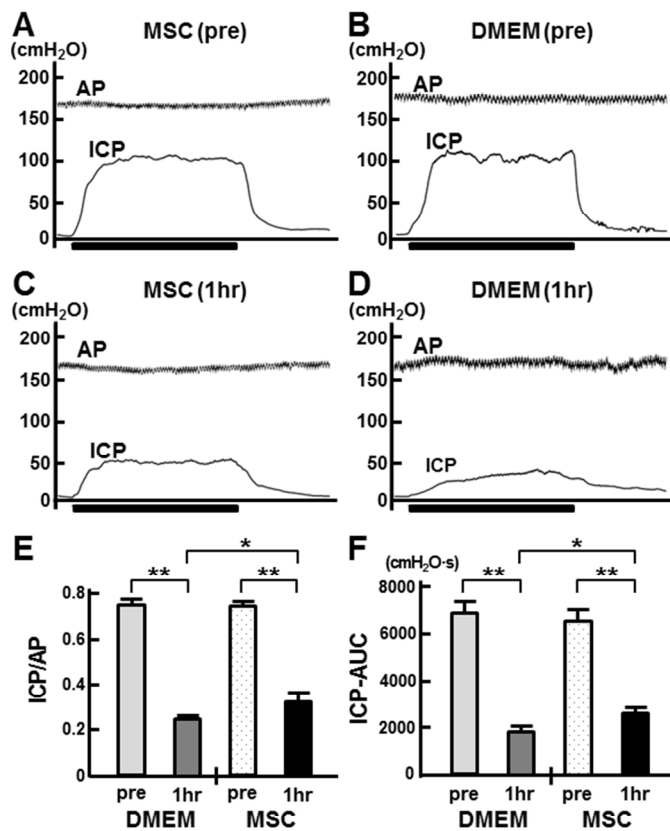 A MSC (pre)
(cmH₂O)
200
150
100
50
0
AP
ICP
B DMEM (pre)
(cmH₂O)
200
150
100
50
0
AP
ICP
C MSC (1hr)
(cmH₂O)
200
150
100
50
0
AP
ICP
D DMEM (1hr)
(cmH₂O)
200
150
100
50
0
AP
ICP
E
*
** **
0.8
0.6
0.4
0.2
0
ICP/AP
pre 1hr pre 1hr
DMEM MSC
F
(cmH₂O·s)
*
** **
8000
6000
4000
2000
0
ICP-AUC
pre 1hr pre 1hr
DMEM MSC